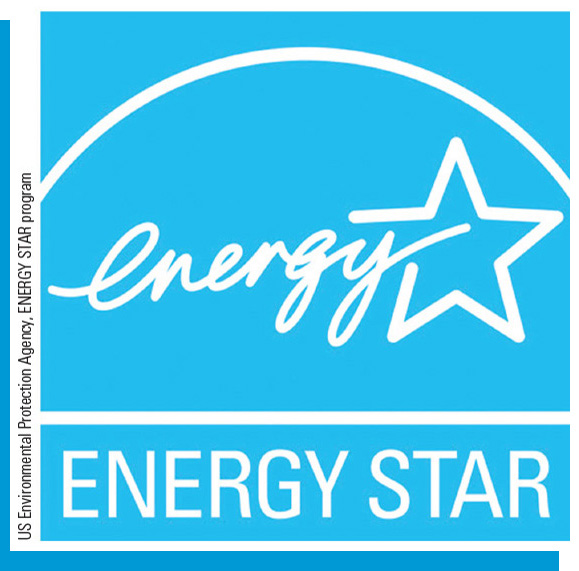 US Environmental Protection Agency, ENERGY STAR program
energy
ENERGY STAR